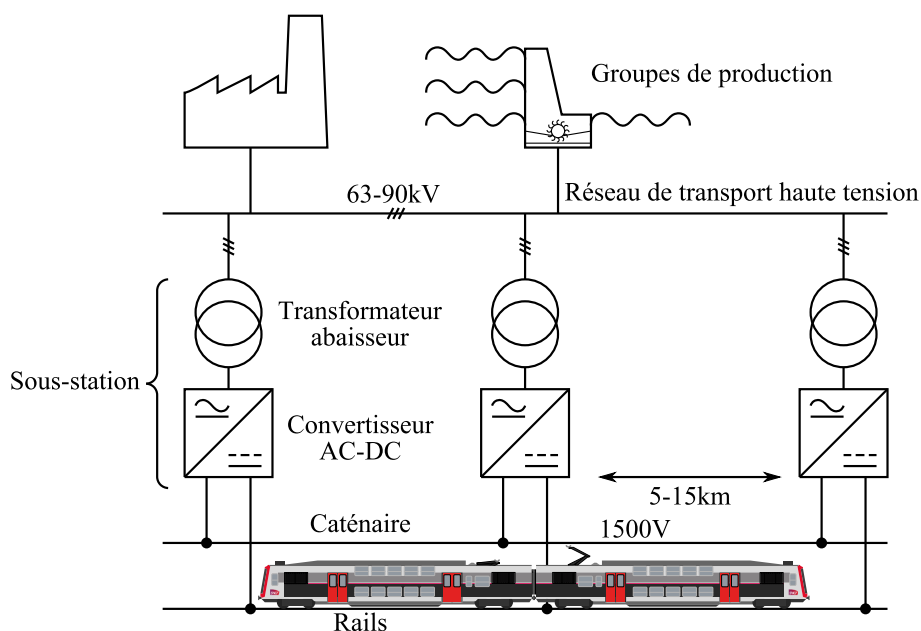 Groupes de production
63-90kV
Réseau de transport haute tension
Transformateur
abaisseur
Sous-station
Convertisseur
AC-DC
5-15km
Caténaire
1500V
Rails